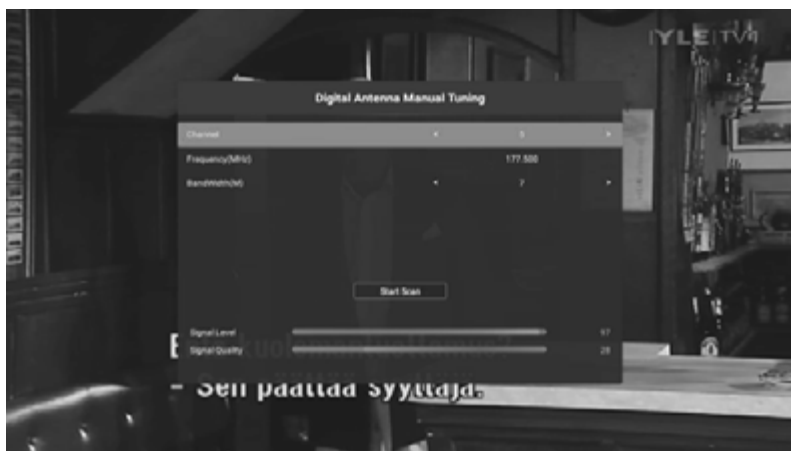 YLE TV1
Digital Antenna Manual Tuning
Channel 5
Frequency(MHz) 177.500
BandWidth(M) 7
Start Scan
Signal Level 97
Signal Quality 28
– Sen päättää syyttäjä.